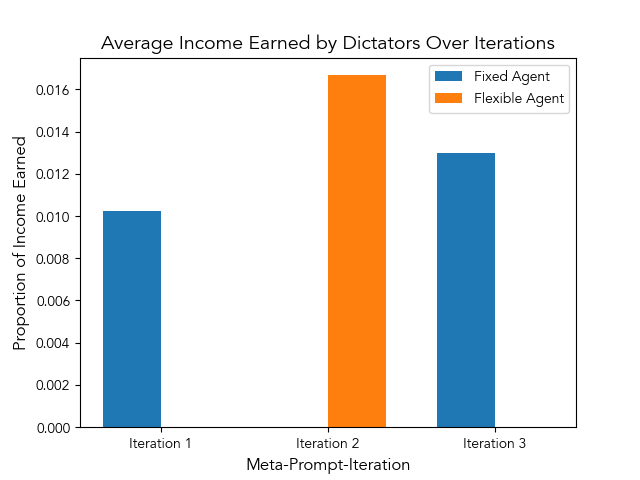 Average Income Earned by Dictators Over Iterations
Fixed Agent
Flexible Agent
Proportion of Income Earned
0.016
0.014
0.012
0.010
0.008
0.006
0.004
0.002
0.000
Iteration 1
Iteration 2
Iteration 3
Meta-Prompt-Iteration